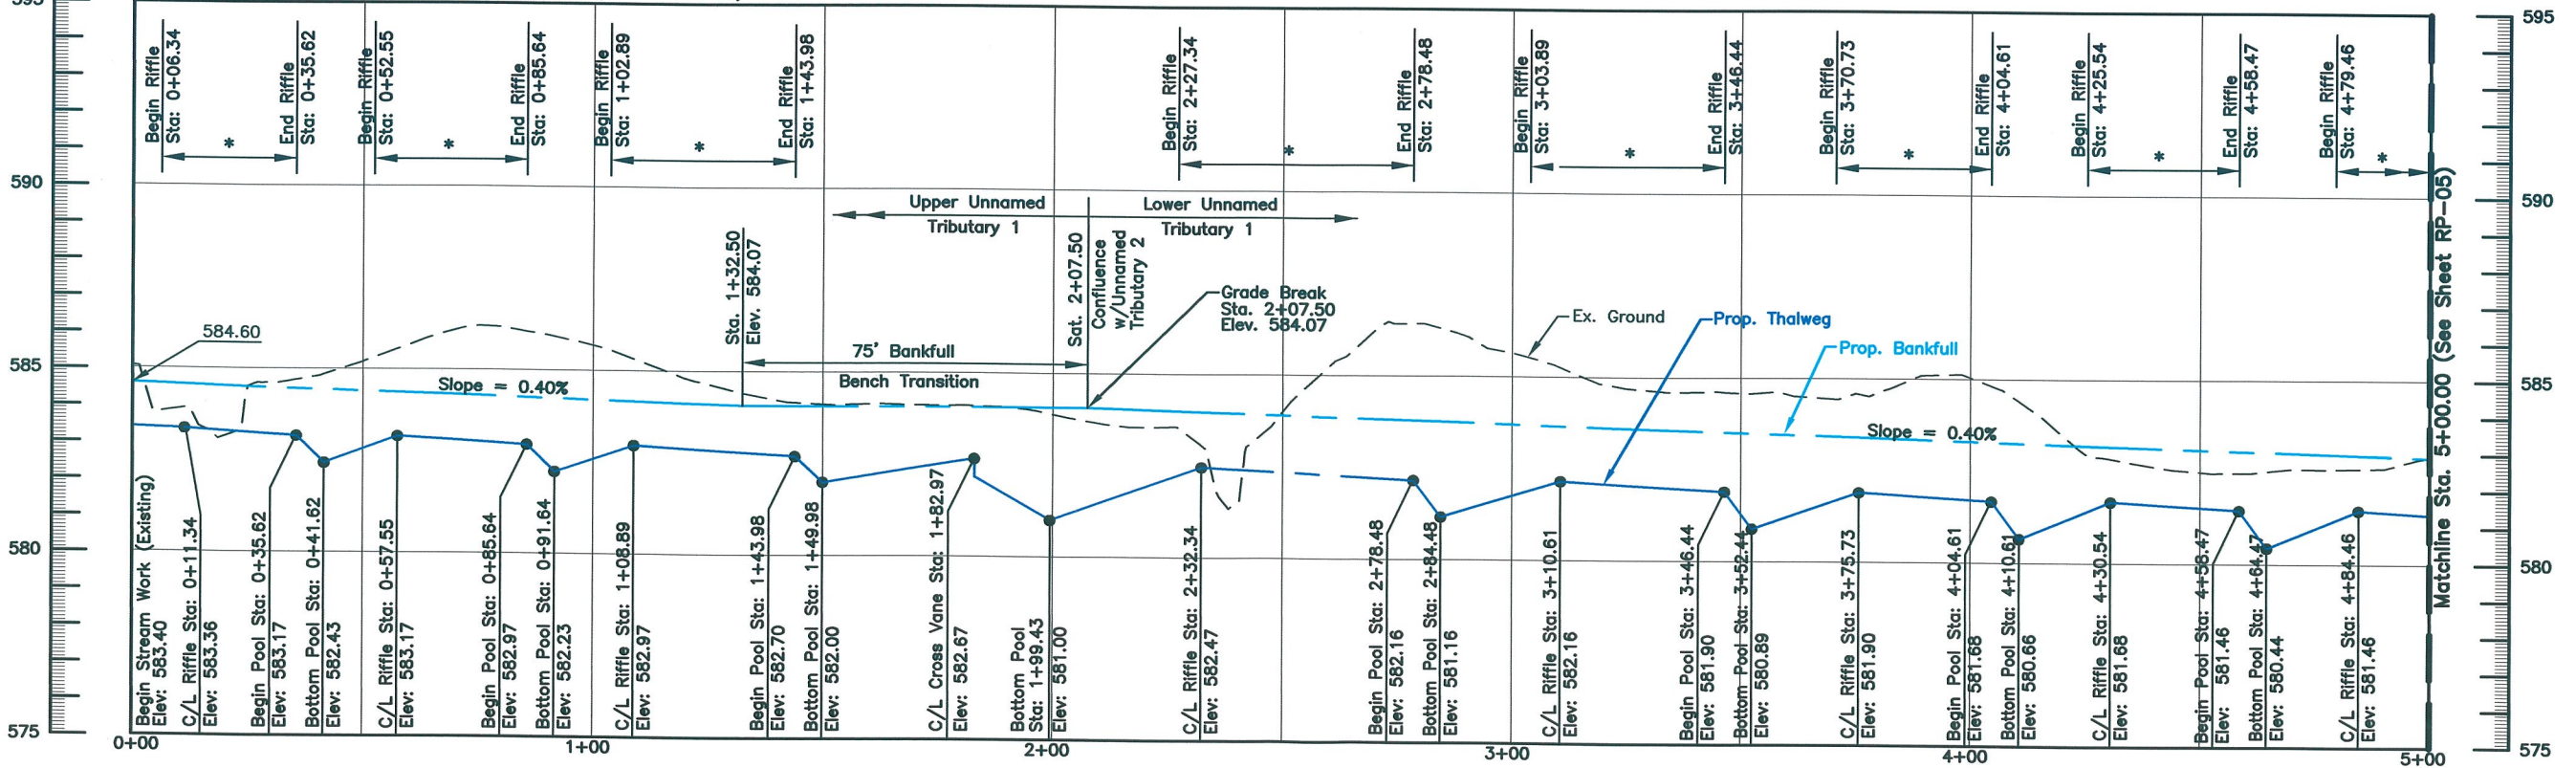 595
Begin Riffle
Sta: 0+06.34
End Riffle
Sta: 0+35.62
Begin Riffle
Sta: 0+52.55
End Riffle
Sta: 0+85.64
Begin Riffle
Sta: 1+02.89
End Riffle
Sta: 1+43.98
Begin Riffle
Sta: 2+27.34
End Riffle
Sta: 2+78.48
Begin Riffle
Sta: 3+03.89
End Riffle
Sta: 3+46.44
Begin Riffle
Sta: 3+70.73
End Riffle
Sta: 4+04.61
Begin Riffle
Sta: 4+25.54
End Riffle
Sta: 4+58.47
Begin Riffle
Sta: 4+79.46
595
*
*
*
*
*
*
*
*
590
590
Upper Unnamed
Tributary 1
Lower Unnamed
Tributary 1
Sta. 1+32.50
Elev. 584.07
Sat. 2+07.50
Confluence
w/Unnamed
Tributary 2
Grade Break
Sta. 2+07.50
Elev. 584.07
584.60
75' Bankfull
Bench Transition
Ex. Ground
Prop. Thalweg
Prop. Bankfull
585
585
Slope = 0.40%
Slope = 0.40%
Matchline Sta. 5+00.00 (See Sheet RP-05)
580
580
Begin Stream Work (Existing)
Elev: 583.40
C/L Riffle Sta: 0+11.34
Elev: 583.36
Begin Pool Sta: 0+35.62
Elev: 583.17
Bottom Pool Sta: 0+41.62
Elev: 582.43
C/L Riffle Sta: 0+57.55
Elev: 583.17
Begin Pool Sta: 0+85.64
Elev: 582.97
Bottom Pool Sta: 0+91.64
Elev: 582.23
C/L Riffle Sta: 1+08.89
Elev: 582.97
Begin Pool Sta: 1+43.98
Elev: 582.70
Bottom Pool Sta: 1+49.98
Elev: 582.00
C/L Cross Vane Sta: 1+82.97
Elev: 582.67
Bottom Pool
Sta: 1+99.43
Elev: 581.00
C/L Riffle Sta: 2+32.34
Elev: 582.47
Begin Pool Sta: 2+78.48
Elev: 582.16
Bottom Pool Sta: 2+84.48
Elev: 581.16
C/L Riffle Sta: 3+10.61
Elev: 582.16
Begin Pool Sta: 3+46.44
Elev: 581.90
Bottom Pool Sta: 3+52.44
Elev: 580.89
C/L Riffle Sta: 3+75.73
Elev: 581.90
Begin Pool Sta: 4+04.61
Elev: 581.68
Bottom Pool Sta: 4+10.61
Elev: 580.66
C/L Riffle Sta: 4+30.54
Elev: 581.68
Begin Pool Sta: 4+58.47
Elev: 581.46
Bottom Pool Sta: 4+64.47
Elev: 580.44
C/L Riffle Sta: 4+84.46
Elev: 581.46
575
575
0+00
1+00
2+00
3+00
4+00
5+00